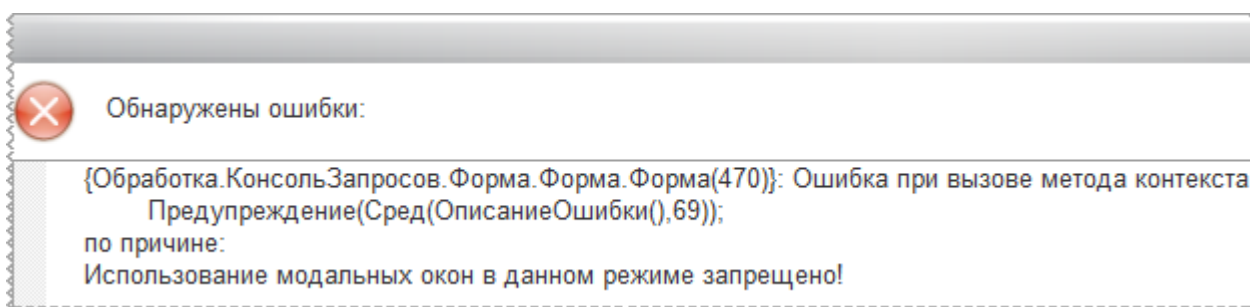 Обнаружены ошибки:
{Обработка.КонсольЗапросов.Форма.Форма.Форма(470)}: Ошибка при вызове метода контекста
Предупреждение(Сред(ОписаниеОшибки(),69));
по причине:
Использование модальных окон в данном режиме запрещено!